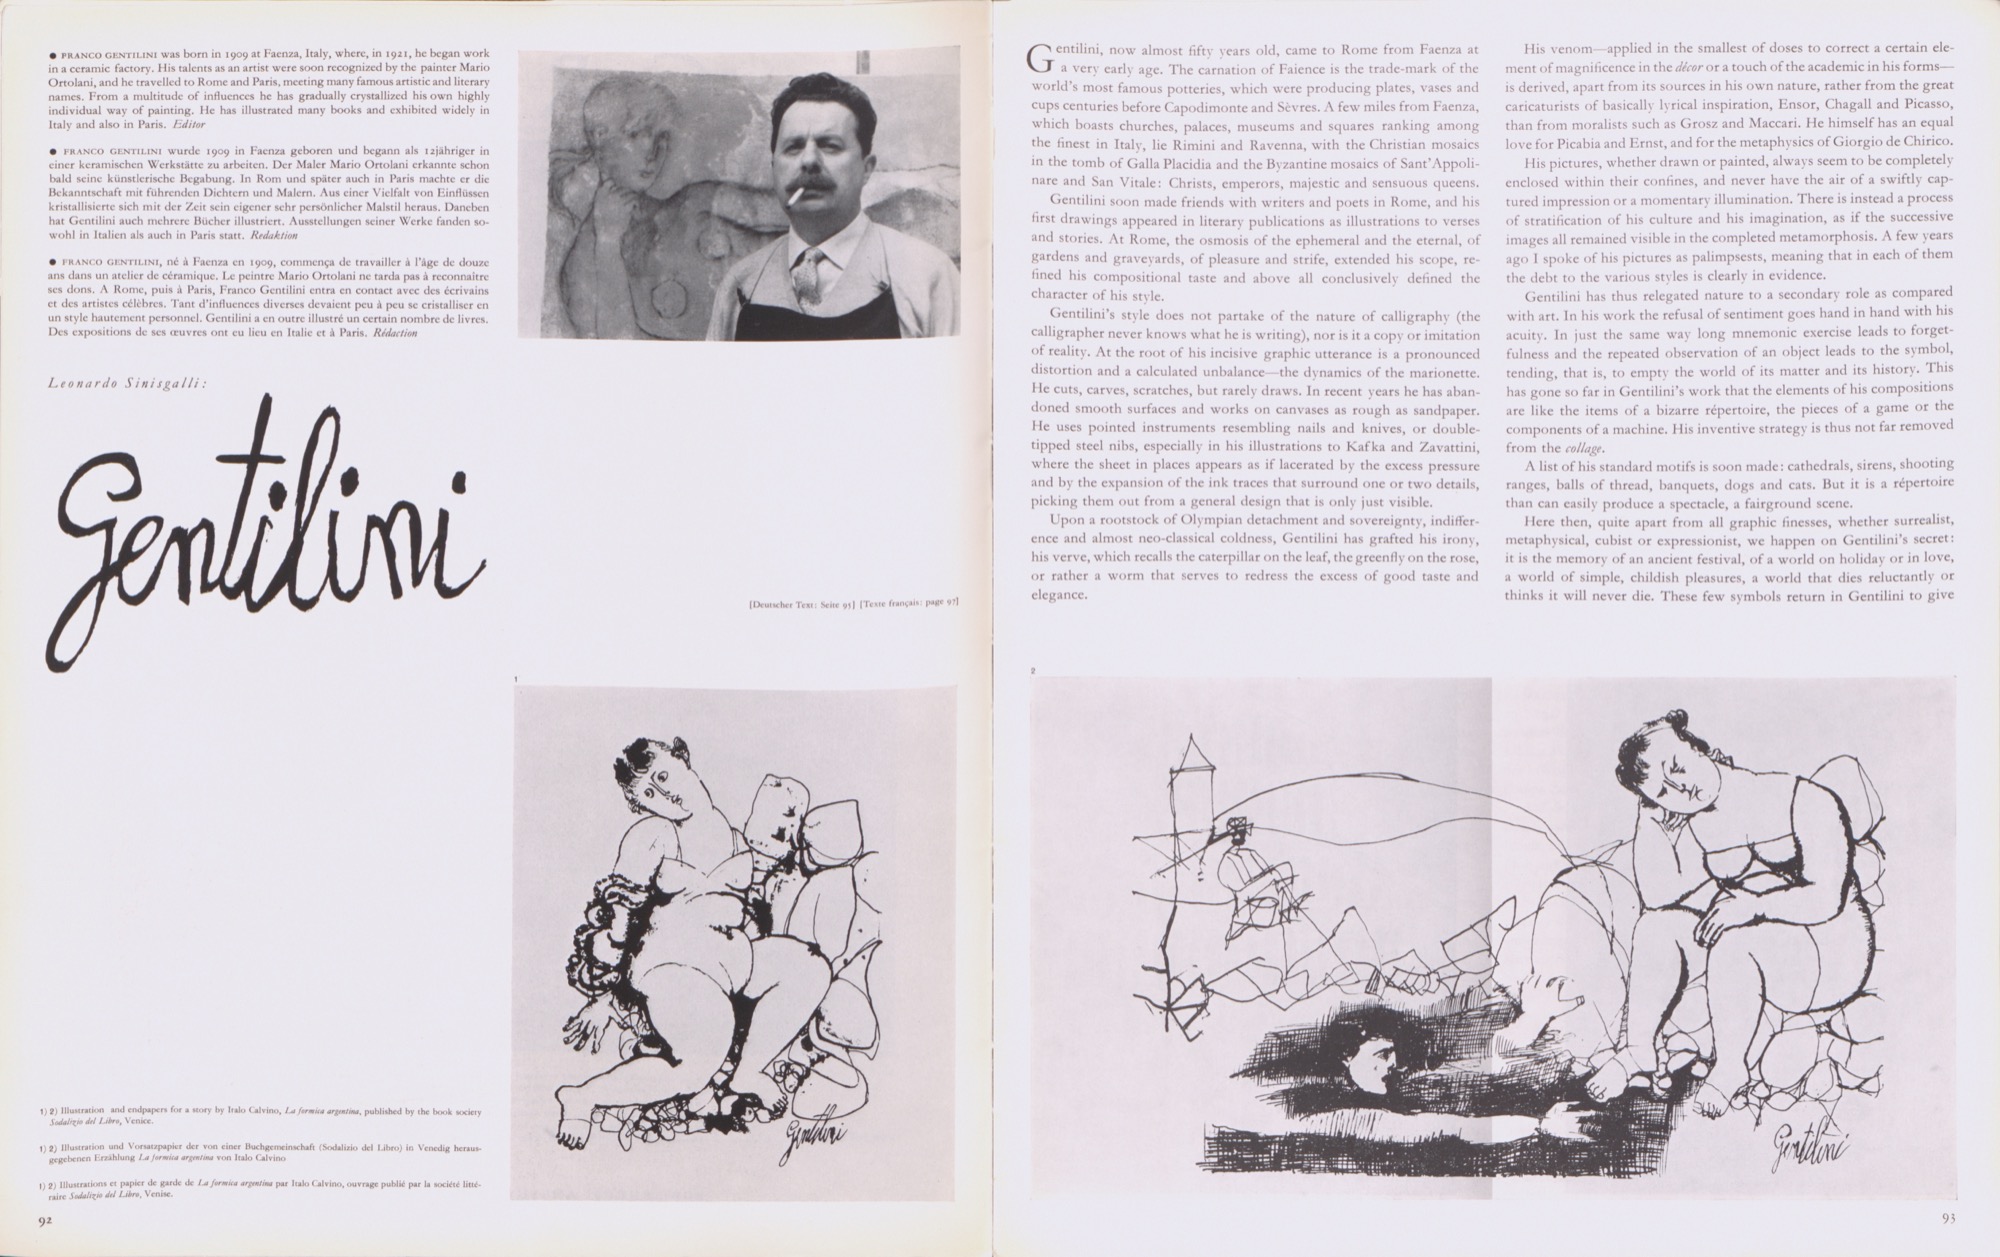 ● FRANCO GENTILINI was born in 1909 at Faenza, Italy, where, in 1921, he began work
in a ceramic factory. His talents as an artist were soon recognized by the painter Mario
Ortolani, and he travelled to Rome and Paris, meeting many famous artistic and literary
names. From a multitude of influences he has gradually crystallized his own highly
individual way of painting. He has illustrated many books and exhibited widely in
Italy and also in Paris. Editor
● FRANCO GENTILINI wurde 1909 in Faenza geboren und begann als 12jähriger in
einer keramischen Werkstätte zu arbeiten. Der Maler Mario Ortolani erkannte schon
bald seine künstlerische Begabung. In Rom und später auch in Paris machte er die
Bekanntschaft mit führenden Dichtern und Malern. Aus einer Vielfalt von Einflüssen
kristallisierte sich mit der Zeit sein eigener sehr persönlicher Malstil heraus. Daneben
hat Gentilini auch mehrere Bücher illustriert. Ausstellungen seiner Werke fanden so-
wohl in Italien als auch in Paris statt. Redaktion
● FRANCO GENTILINI, né à Faenza en 1909, commença de travailler à l'âge de douze
ans dans un atelier de céramique. Le peintre Mario Ortolani ne tarda pas à reconnaître
ses dons. A Rome, puis à Paris, Franco Gentilini entra en contact avec des écrivains
et des artistes célèbres. Tant d'influences diverses devaient peu à peu se cristalliser en
un style hautement personnel. Gentilini a en outre illustré un certain nombre de livres.
Des expositions de ses œuvres ont eu lieu en Italie et à Paris. Rédaction
Leonardo Sinisgalli:
Gentilini
[Deutscher Text: Seite 95] [Texte français: page 97]
1
Gentilini
1) 2) Illustration and endpapers for a story by Italo Calvino, La formica argentina, published by the book society
Sodalizio del Libro, Venice.
1) 2) Illustration und Vorsatzpapier der von einer Buchgemeinschaft (Sodalizio del Libro) in Venedig heraus-
gegebenen Erzählung La formica argentina von Italo Calvino
1) 2) Illustrations et papier de garde de La formica argentina par Italo Calvino, ouvrage publié par la société litté-
raire Sodalizio del Libro, Venise.
92
Gentilini, now almost fifty years old, came to Rome from Faenza at
a very early age. The carnation of Faience is the trade-mark of the
world's most famous potteries, which were producing plates, vases and
cups centuries before Capodimonte and Sèvres. A few miles from Faenza,
which boasts churches, palaces, museums and squares ranking among
the finest in Italy, lie Rimini and Ravenna, with the Christian mosaics
in the tomb of Galla Placidia and the Byzantine mosaics of Sant'Appoli-
nare and San Vitale: Christs, emperors, majestic and sensuous queens.
Gentilini soon made friends with writers and poets in Rome, and his
first drawings appeared in literary publications as illustrations to verses
and stories. At Rome, the osmosis of the ephemeral and the eternal, of
gardens and graveyards, of pleasure and strife, extended his scope, re-
fined his compositional taste and above all conclusively defined the
character of his style.
Gentilini's style does not partake of the nature of calligraphy (the
calligrapher never knows what he is writing), nor is it a copy or imitation
of reality. At the root of his incisive graphic utterance is a pronounced
distortion and a calculated unbalance—the dynamics of the marionette.
He cuts, carves, scratches, but rarely draws. In recent years he has aban-
doned smooth surfaces and works on canvases as rough as sandpaper.
He uses pointed instruments resembling nails and knives, or double-
tipped steel nibs, especially in his illustrations to Kafka and Zavattini,
where the sheet in places appears as if lacerated by the excess pressure
and by the expansion of the ink traces that surround one or two details,
picking them out from a general design that is only just visible.
Upon a rootstock of Olympian detachment and sovereignty, indiffer-
ence and almost neo-classical coldness, Gentilini has grafted his irony,
his verve, which recalls the caterpillar on the leaf, the greenfly on the rose,
or rather a worm that serves to redress the excess of good taste and
elegance.
His venom—applied in the smallest of doses to correct a certain ele-
ment of magnificence in the décor or a touch of the academic in his forms—
is derived, apart from its sources in his own nature, rather from the great
caricaturists of basically lyrical inspiration, Ensor, Chagall and Picasso,
than from moralists such as Grosz and Maccari. He himself has an equal
love for Picabia and Ernst, and for the metaphysics of Giorgio de Chirico.
His pictures, whether drawn or painted, always seem to be completely
enclosed within their confines, and never have the air of a swiftly cap-
tured impression or a momentary illumination. There is instead a process
of stratification of his culture and his imagination, as if the successive
images all remained visible in the completed metamorphosis. A few years
ago I spoke of his pictures as palimpsests, meaning that in each of them
the debt to the various styles is clearly in evidence.
Gentilini has thus relegated nature to a secondary role as compared
with art. In his work the refusal of sentiment goes hand in hand with his
acuity. In just the same way long mnemonic exercise leads to forget-
fulness and the repeated observation of an object leads to the symbol,
tending, that is, to empty the world of its matter and its history. This
has gone so far in Gentilini's work that the elements of his compositions
are like the items of a bizarre répertoire, the pieces of a game or the
components of a machine. His inventive strategy is thus not far removed
from the collage.
A list of his standard motifs is soon made: cathedrals, sirens, shooting
ranges, balls of thread, banquets, dogs and cats. But it is a répertoire
than can easily produce a spectacle, a fairground scene.
Here then, quite apart from all graphic finesses, whether surrealist,
metaphysical, cubist or expressionist, we happen on Gentilini's secret:
it is the memory of an ancient festival, of a world on holiday or in love,
a world of simple, childish pleasures, a world that dies reluctantly or
thinks it will never die. These few symbols return in Gentilini to give
2
Gentilini
93